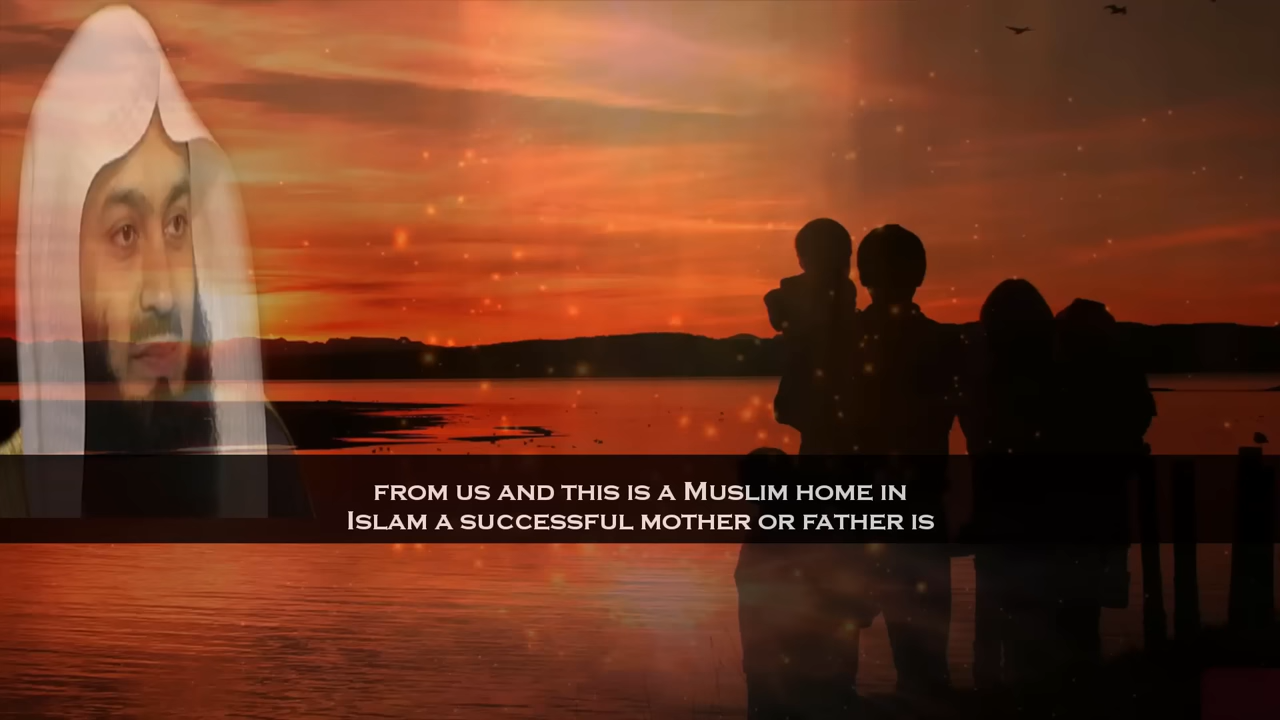 from us and this is a Muslim home in
Islam a successful mother or father is